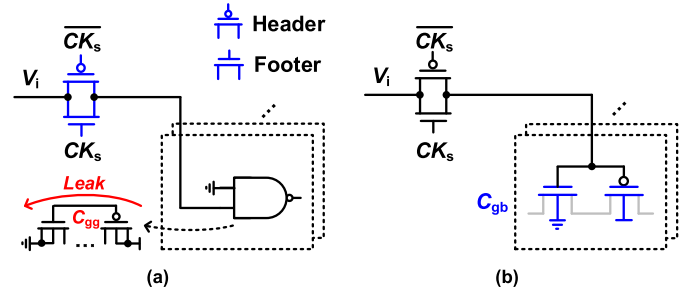 CKs
Header
Footer
Vi
CKs
Leak
Cgg
...
...
(a)
CKs
Vi
CKs
...
Cgb
(b)